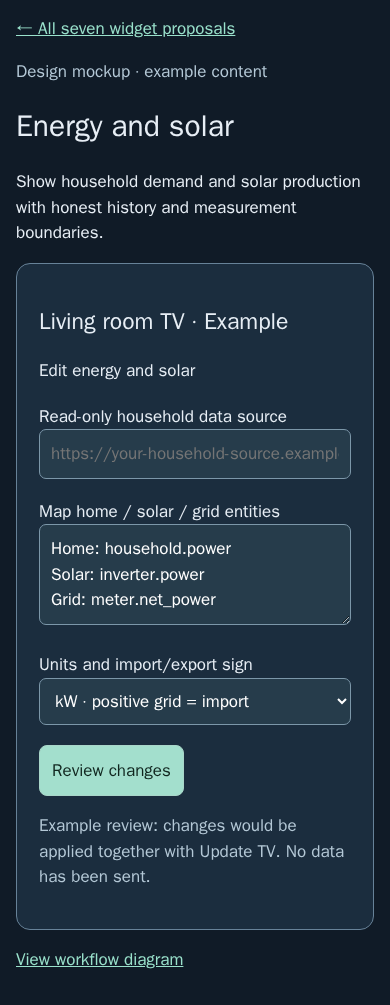 ← All seven widget proposals
Design mockup · example content
Energy and solar
Show household demand and solar production
with honest history and measurement
boundaries.
Living room TV · Example
Edit energy and solar
Read-only household data source
https://your-household-source.exampl
Map home / solar / grid entities
Home: household.power
Solar: inverter.power
Grid: meter.net_power
Units and import/export sign
kW · positive grid = import
Review changes
Example review: changes would be
applied together with Update TV. No data
has been sent.
View workflow diagram